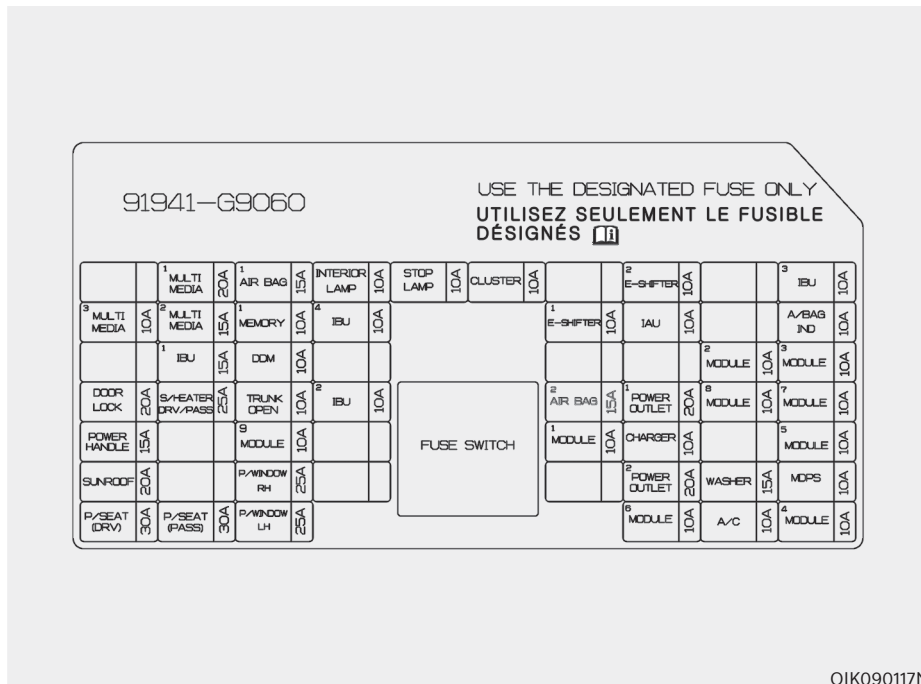 91941-G9060
USE THE DESIGNATED FUSE ONLY
UTILISEZ SEULEMENT LE FUSIBLE
DÉSIGNÉS
1 MULTI MEDIA 20A
1 AIR BAG 15A
INTERIOR LAMP 10A
STOP LAMP 10A
CLUSTER 10A
2 E-SHIFTER 10A
3 IBU 10A
3 MULTI MEDIA 10A
2 MULTI MEDIA 15A
1 MEMORY 10A
4 IBU 10A
1 E-SHIFTER 10A
IAU 10A
A/BAG IND 10A
1 IBU 15A
DDM 10A
2 MODULE 10A
3 MODULE 10A
DOOR LOCK 20A
S/HEATER DRV/PASS 25A
TRUNK OPEN 10A
2 IBU 10A
2 AIR BAG 15A
1 POWER OUTLET 20A
8 MODULE 10A
7 MODULE 10A
POWER HANDLE 15A
9 MODULE 10A
FUSE SWITCH
1 MODULE 10A
CHARGER 10A
5 MODULE 10A
SUNROOF 20A
P/WINDOW RH 25A
2 POWER OUTLET 20A
WASHER 15A
MDPS 10A
P/SEAT (DRV) 30A
P/SEAT (PASS) 30A
P/WINDOW LH 25A
6 MODULE 10A
A/C 10A
4 MODULE 10A
OIK090117N